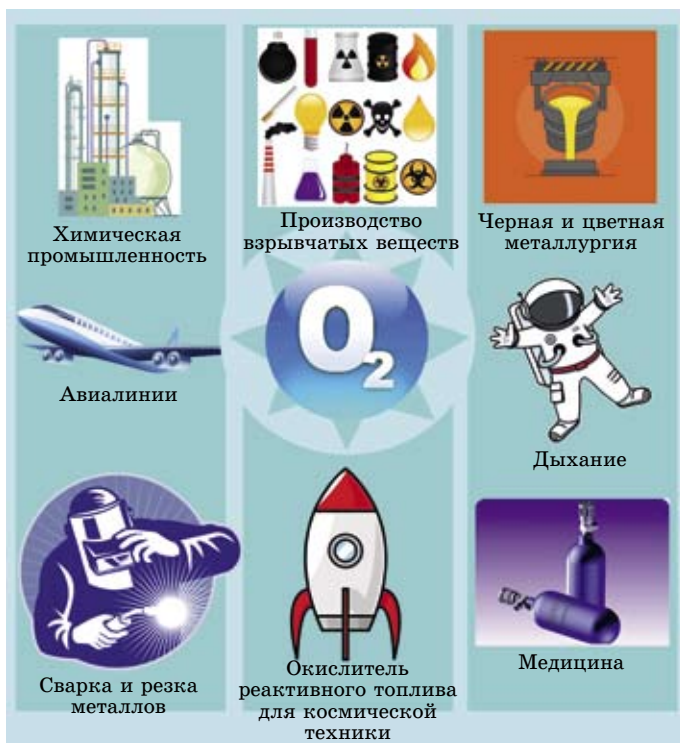 Химическая
промышленность
Производство
взрывчатых веществ
Черная и цветная
металлургия
O₂
Авиалинии
Дыхание
Сварка и резка
металлов
Окислитель
реактивного топлива
для космической
техники
Медицина